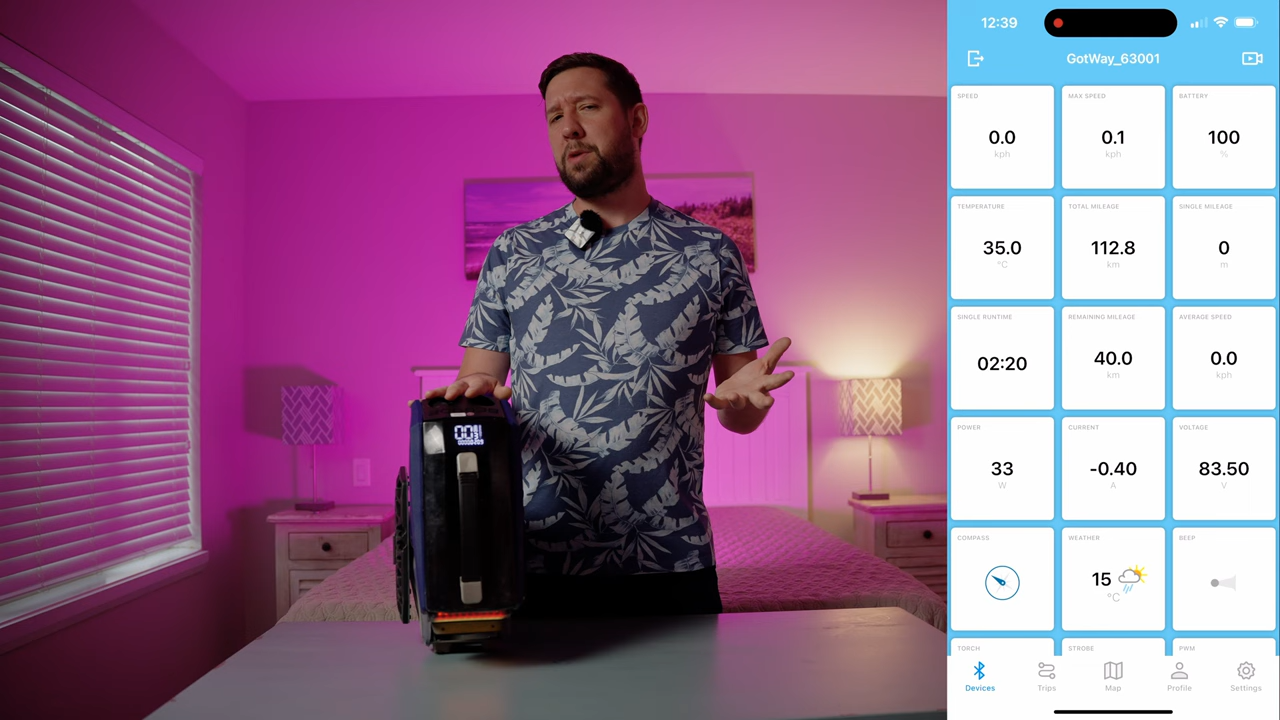 12:39
GotWay_63001
SPEED
0.0
kph
MAX SPEED
0.1
kph
BATTERY
100
%
TEMPERATURE
35.0
°C
TOTAL MILEAGE
112.8
km
SINGLE MILEAGE
0
m
SINGLE RUNTIME
02:20
REMAINING MILEAGE
40.0
km
AVERAGE SPEED
0.0
kph
POWER
33
W
CURRENT
-0.40
A
VOLTAGE
83.50
V
COMPASS
WEATHER
15
°C
BEEP
TORCH
STROBE
PWM
Devices
Trips
Map
Profile
Settings